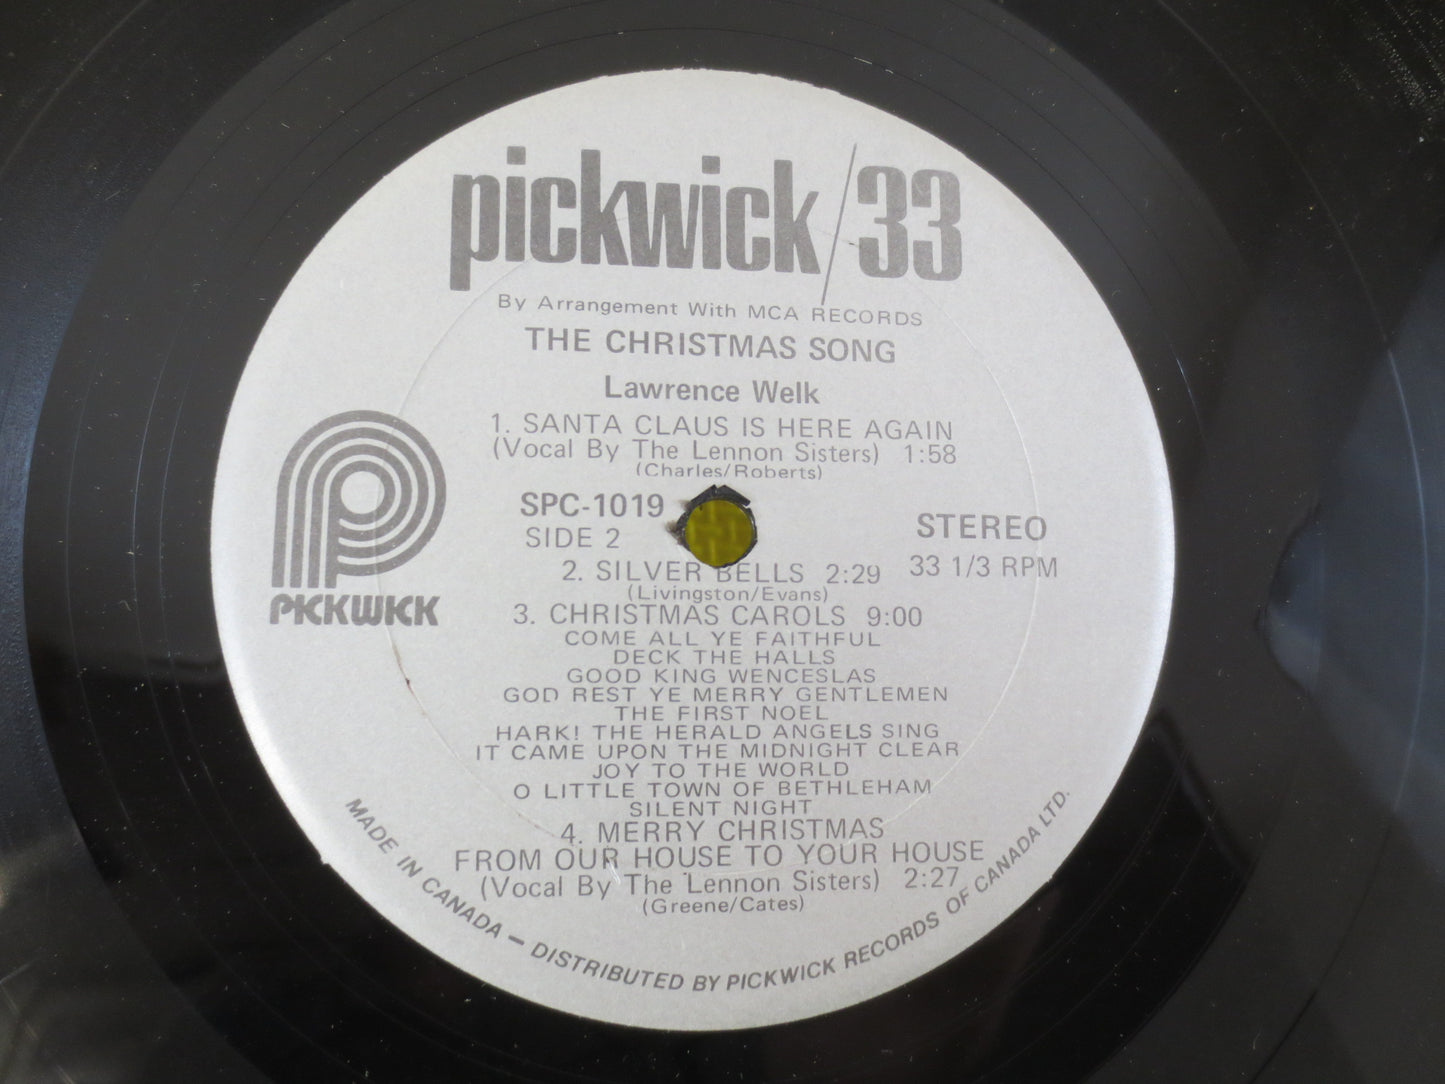 pickwick/33
By Arrangement With MCA RECORDS
THE CHRISTMAS SONG
Lawrence Welk
1. SANTA CLAUS IS HERE AGAIN
(Vocal By The Lennon Sisters) 1:58
(Charles/Roberts)
PICKWICK
SPC-1019
SIDE 2
STEREO
33 1/3 RPM
2. SILVER BELLS 2:29
(Livingston/Evans)
3. CHRISTMAS CAROLS 9:00
COME ALL YE FAITHFUL
DECK THE HALLS
GOOD KING WENCESLAS
GOD REST YE MERRY GENTLEMEN
THE FIRST NOEL
HARK! THE HERALD ANGELS SING
IT CAME UPON THE MIDNIGHT CLEAR
JOY TO THE WORLD
O LITTLE TOWN OF BETHLEHAM
SILENT NIGHT
4. MERRY CHRISTMAS
FROM OUR HOUSE TO YOUR HOUSE
(Vocal By The Lennon Sisters) 2:27
(Greene/Cates)
MADE IN CANADA – DISTRIBUTED BY PICKWICK RECORDS OF CANADA LTD.